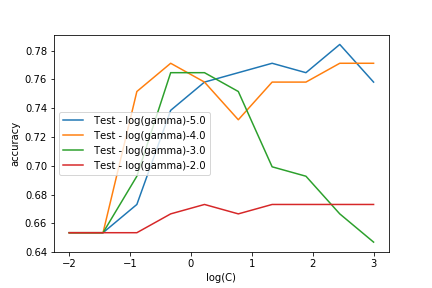 0.78
0.76
0.74
0.72
0.70
0.68
0.66
0.64
accuracy
Test - log(gamma)-5.0
Test - log(gamma)-4.0
Test - log(gamma)-3.0
Test - log(gamma)-2.0
−2 −1 0 1 2 3
log(C)